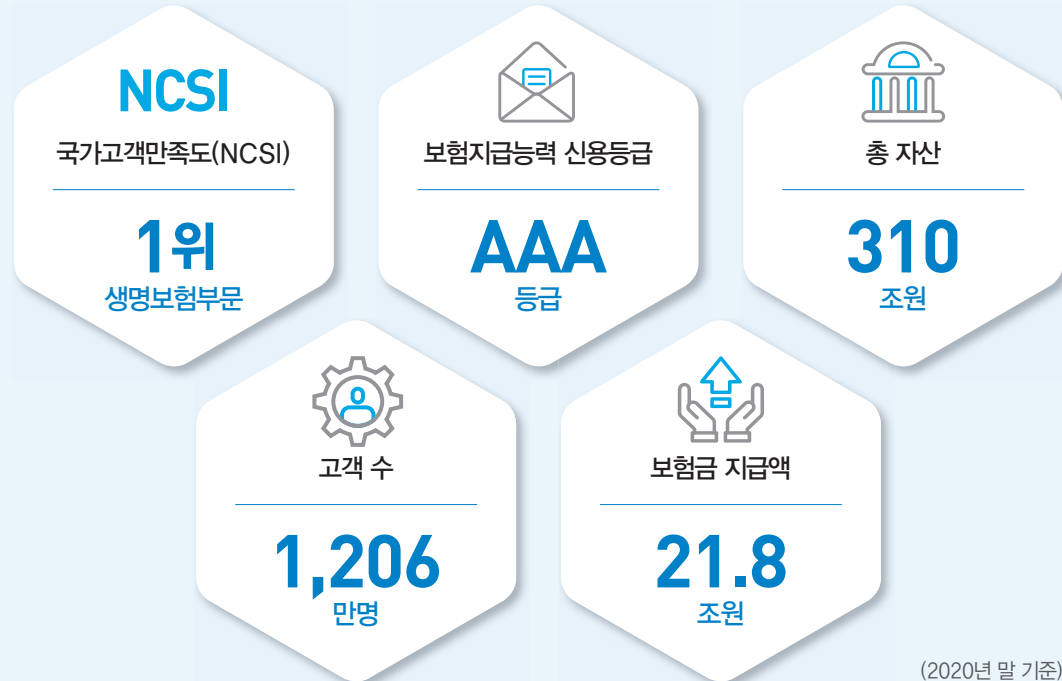 NCSI
국가고객만족도(NCSI)
1위
생명보험부문
보험지급능력 신용등급
AAA
등급
총 자산
310
조원
고객 수
1,206
만명
보험금 지급액
21.8
조원
(2020년 말 기준)